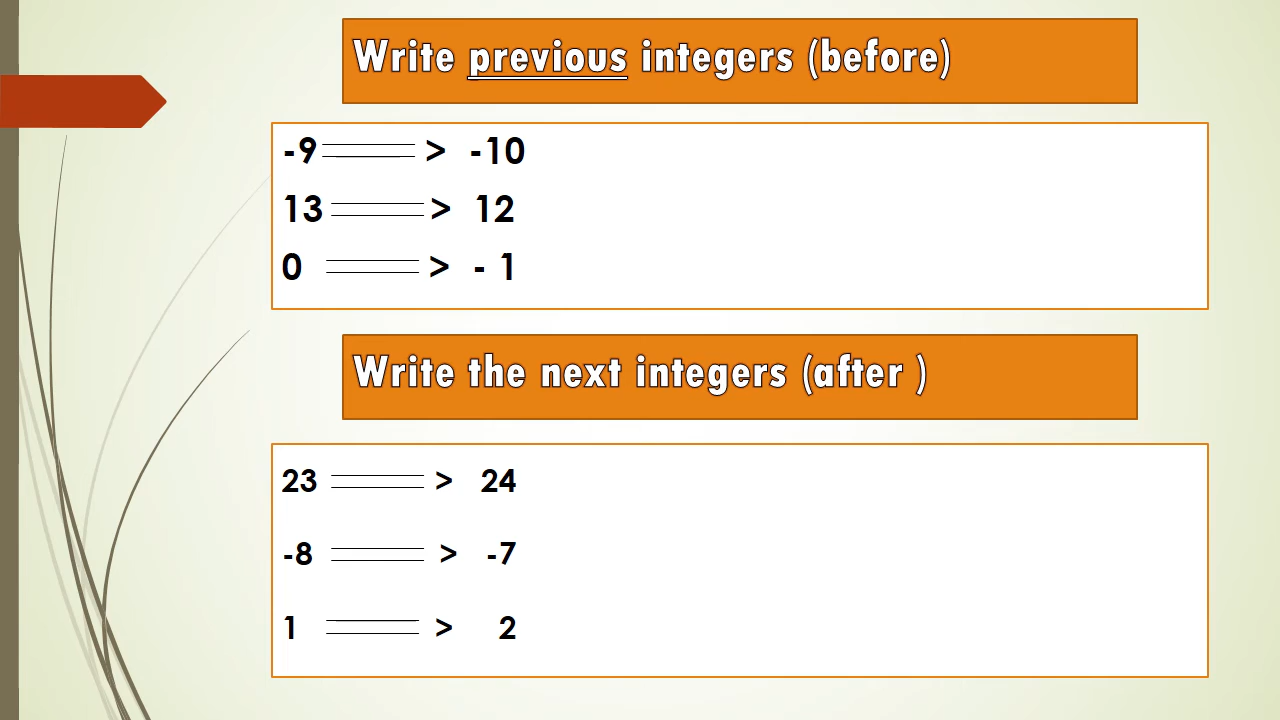 Write previous integers (before)
-9 > -10
13 > 12
0 > - 1
Write the next integers (after )
23 > 24
-8 > -7
1 > 2